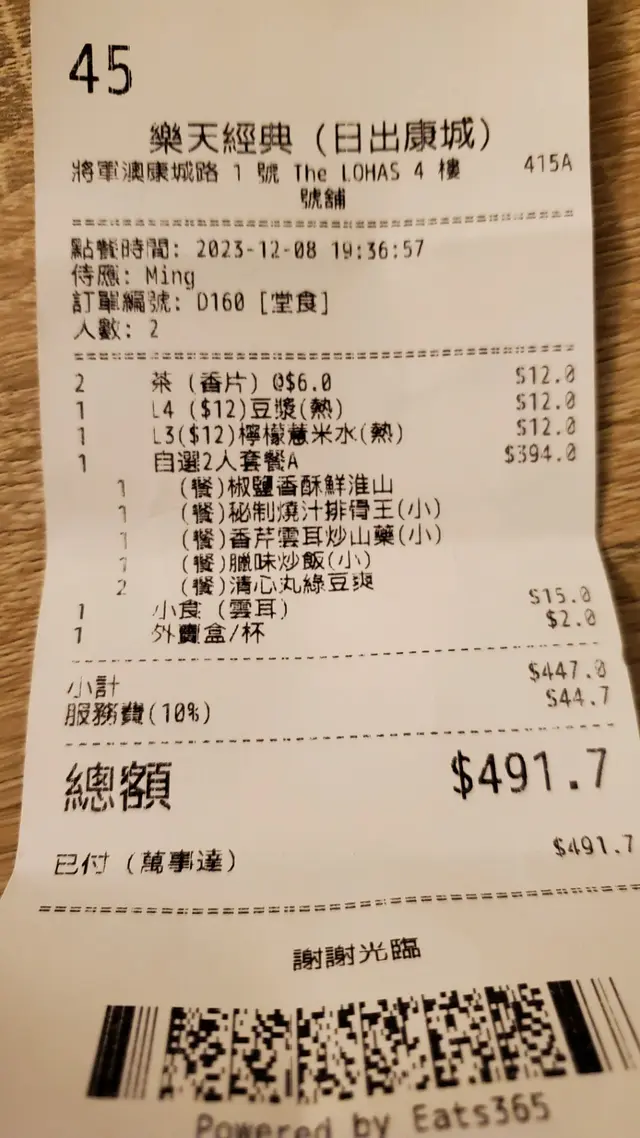 45
樂天經典 (日出康城)
將軍澳康城路 1 號 The LOHAS 4 樓 415A
號舖
點餐時間: 2023-12-08 19:36:57
侍應: Ming
訂單編號: D160 [堂食]
人數: 2
2 茶 (香片) @$6.0 $12.0
1 L4 ($12)豆漿(熱) $12.0
1 L3($12)檸檬薏米水(熱) $12.0
1 自選2人套餐A $394.0
1 (餐)椒鹽香酥鮮淮山
1 (餐)秘制燒汁排骨王(小)
1 (餐)香芹雲耳炒山藥(小)
1 (餐)臘味炒飯(小)
2 (餐)清心丸綠豆爽
1 小食 (雲耳) $15.0
1 外賣盒/杯 $2.0
小計 $447.0
服務費(10%) $44.7
總額 $491.7
已付 (萬事達) $491.7
謝謝光臨
Powered by Eats365